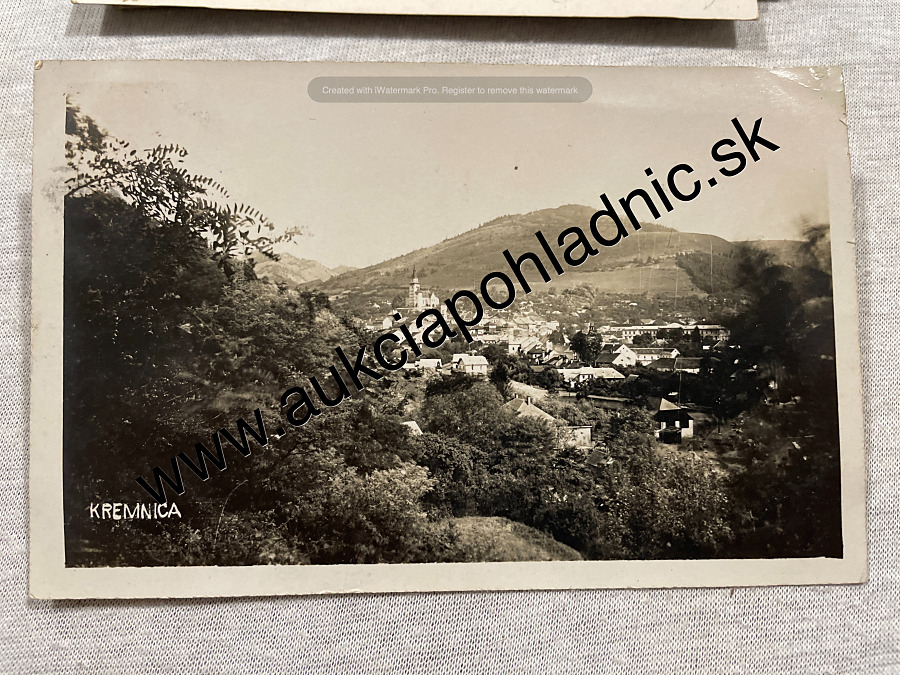 Created with iWatermark Pro. Register to remove this watermark
www.aukciapohladnic.sk
KREMNICA